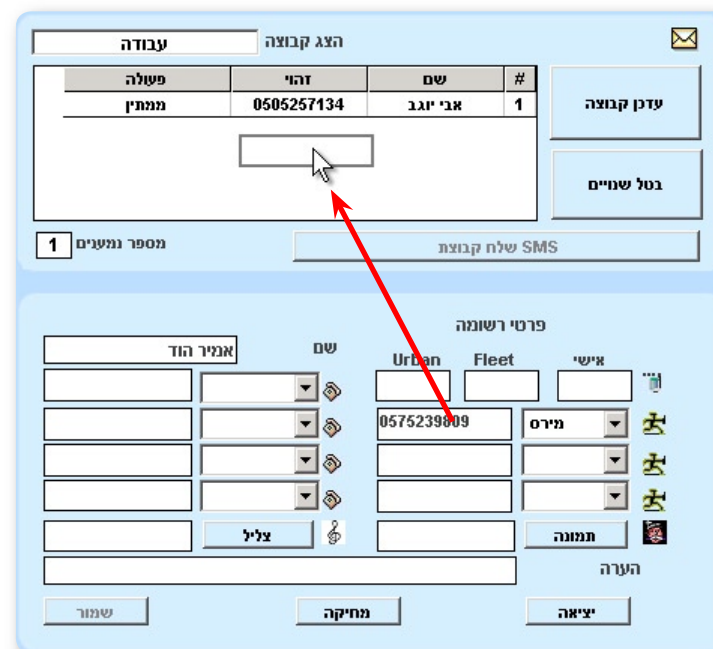 הצג קבוצה עבודה
# שם זהוי פעולה
1 אבי יוגב 0505257134 ממתין
עדכן קבוצה
בטל שנויים
מספר נמענים 1
SMS שלח קבוצת
פרטי רשומה
שם אמיר הוד
אישי Fleet Urban
מירס 0575239809
תמונה צליל
הערה
יציאה מחיקה שמור